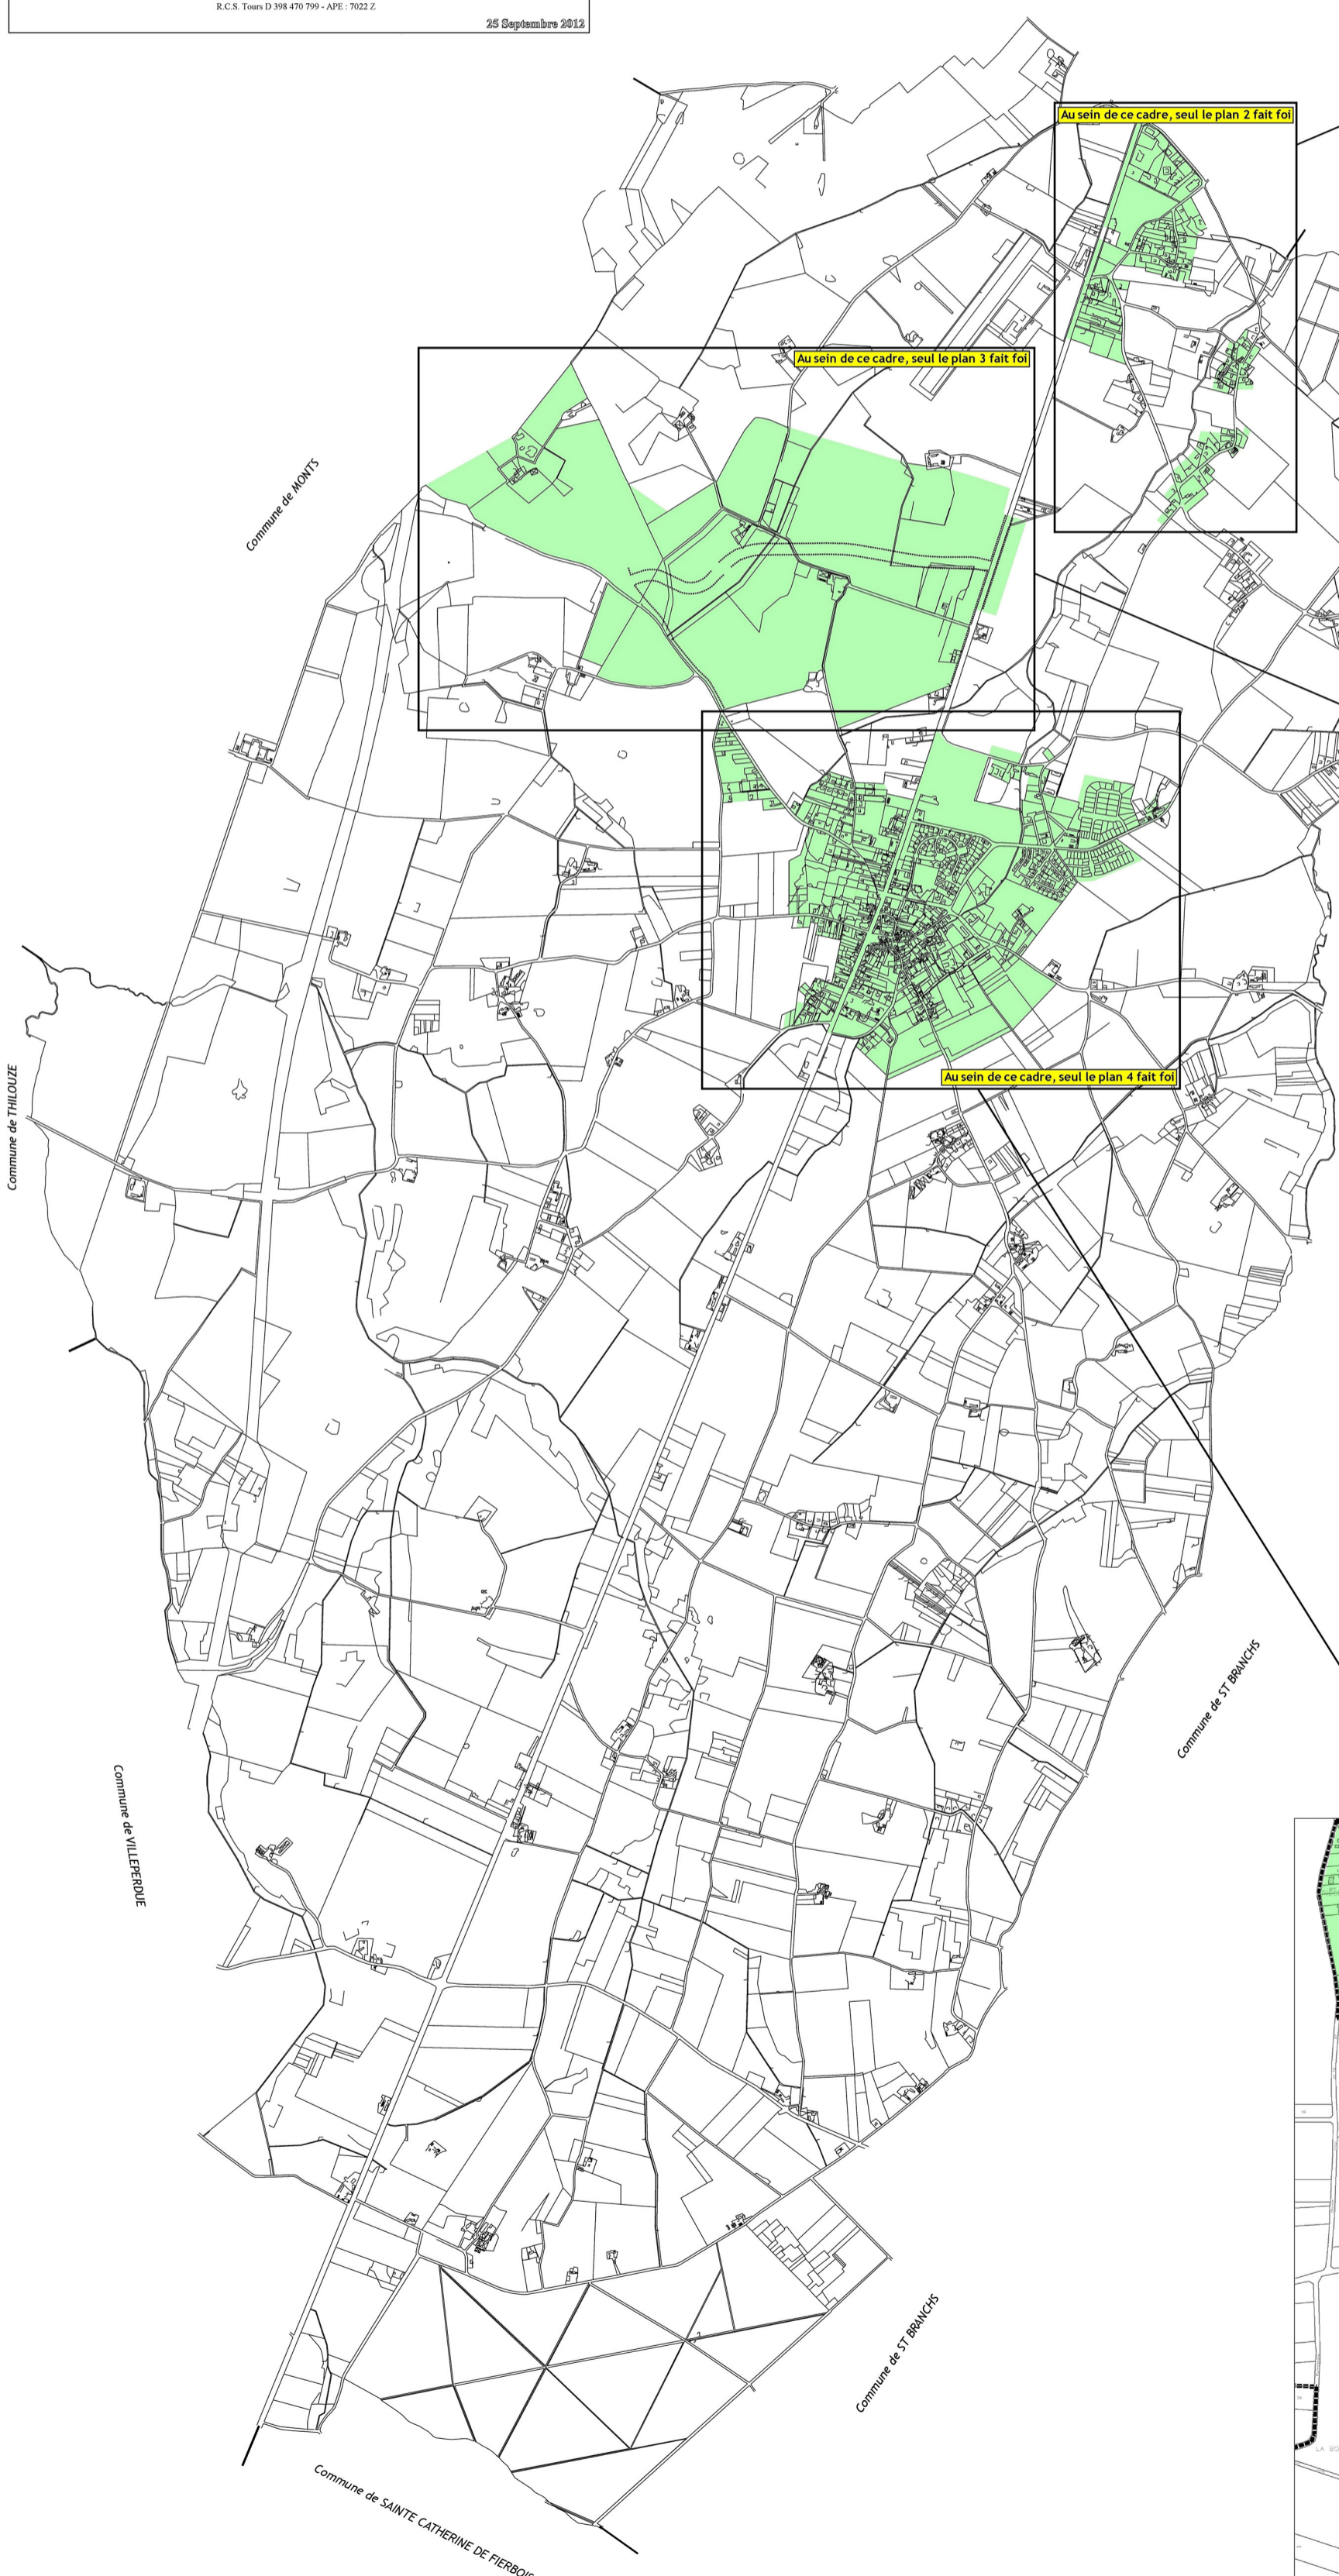 R.C.S. Tours D 398 470 799 - APE : 7022 Z
25 Septembre 2012
Au sein de ce cadre, seul le plan 2 fait foi
Au sein de ce cadre, seul le plan 3 fait foi
Commune de MONTS
Au sein de ce cadre, seul le plan 4 fait foi
Commune de THILOUZE
Commune de ST BRANCHS
Commune de VILLEPERDUE
Commune de ST BRANCHS
LA BO
Commune de SAINTE CATHERINE DE FIERBOIS